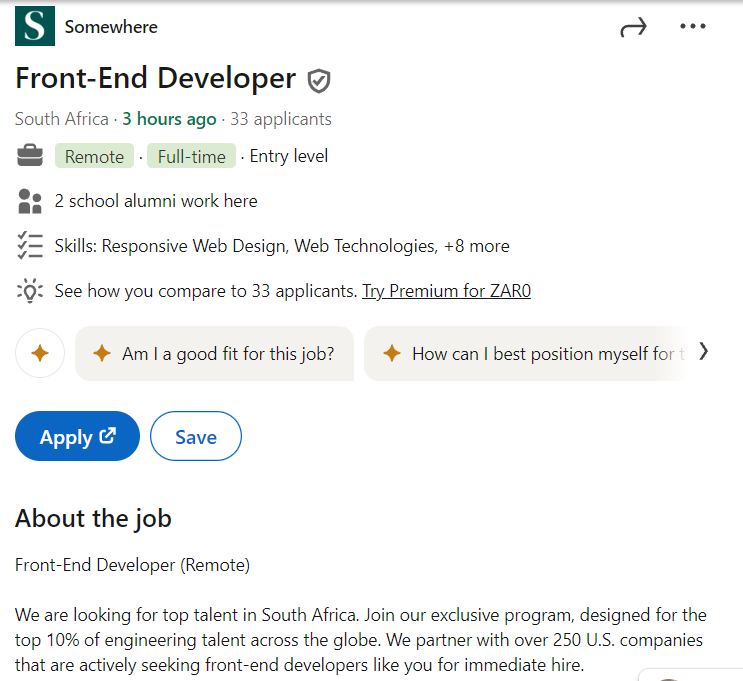 S Somewhere
Front-End Developer
South Africa · 3 hours ago · 33 applicants
Remote · Full-time · Entry level
2 school alumni work here
Skills: Responsive Web Design, Web Technologies, +8 more
See how you compare to 33 applicants. Try Premium for ZAR0
Am I a good fit for this job? How can I best position myself for
Apply Save
About the job
Front-End Developer (Remote)
We are looking for top talent in South Africa. Join our exclusive program, designed for the
top 10% of engineering talent across the globe. We partner with over 250 U.S. companies
that are actively seeking front-end developers like you for immediate hire.